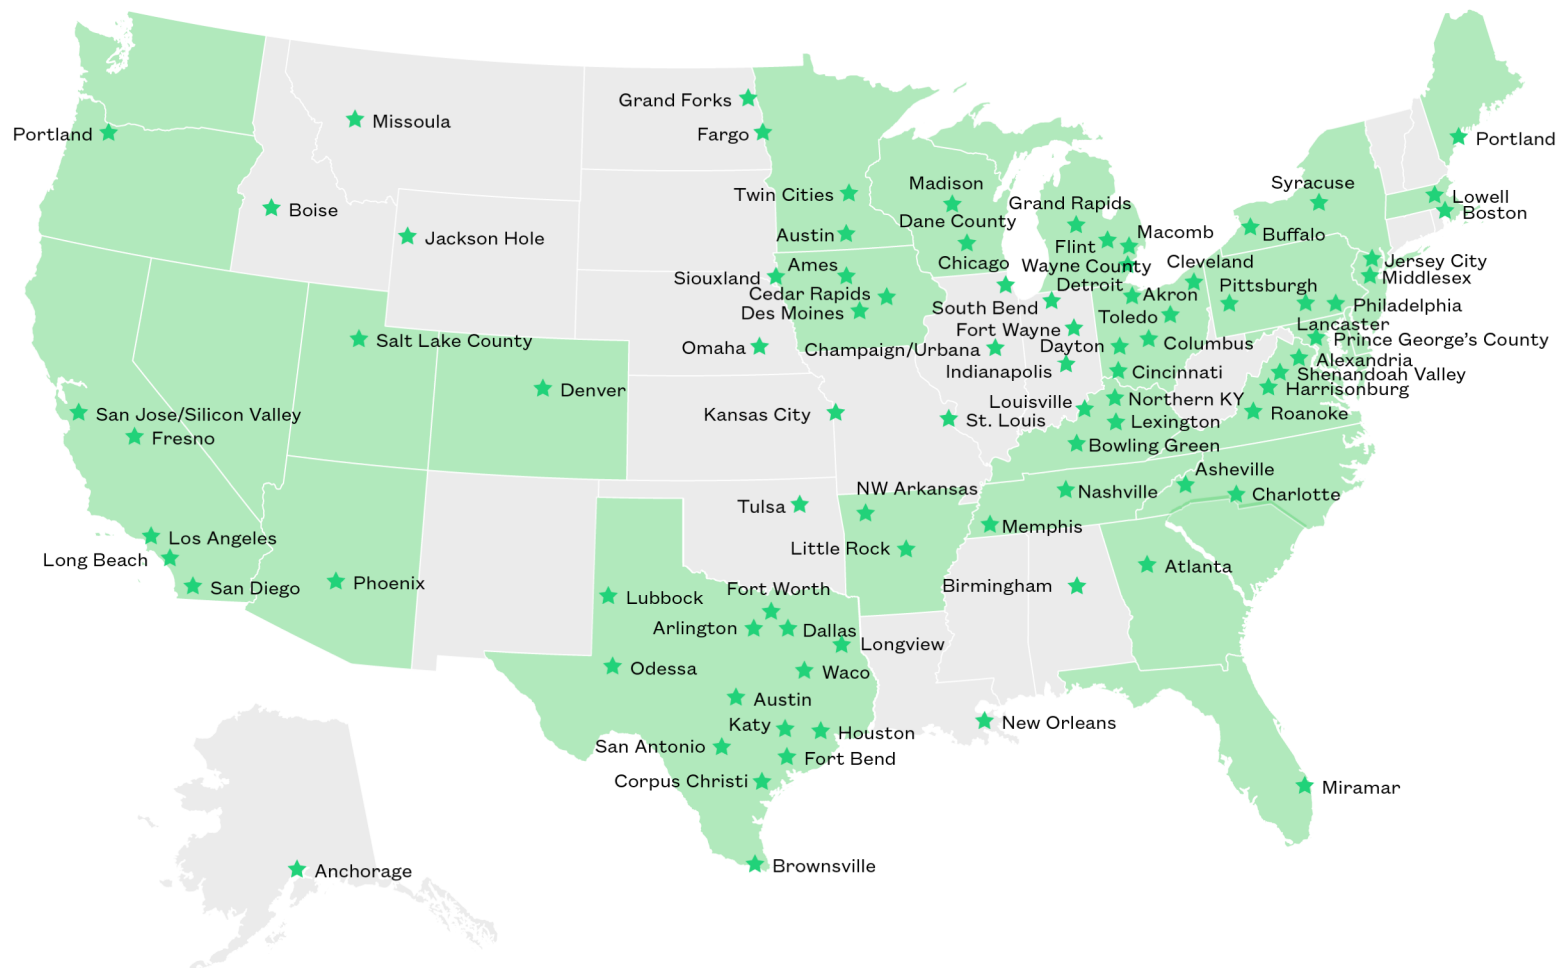 Grand Forks
Missoula
Portland
Fargo
Portland
Syracuse
Madison
Twin Cities
Lowell
Grand Rapids
Boise
Boston
Dane County
Macomb
Austin
Buffalo
Jackson Hole
Flint
Chicago
Wayne County
Cleveland
Jersey City
Ames
Siouxland
Middlesex
Detroit
Pittsburgh
Cedar Rapids
Akron
Philadelphia
South Bend
Des Moines
Toledo
Lancaster
Fort Wayne
Salt Lake County
Prince George's County
Columbus
Dayton
Omaha
Champaign/Urbana
Alexandria
Indianapolis
Cincinnati
Shenandoah Valley
Denver
Harrisonburg
Northern KY
Louisville
San Jose/Silicon Valley
Kansas City
Roanoke
St. Louis
Lexington
Fresno
Bowling Green
Asheville
NW Arkansas
Nashville
Charlotte
Tulsa
Memphis
Los Angeles
Little Rock
Long Beach
Atlanta
Phoenix
Birmingham
San Diego
Fort Worth
Lubbock
Arlington
Dallas
Longview
Odessa
Waco
Austin
New Orleans
Katy
Houston
San Antonio
Fort Bend
Corpus Christi
Miramar
Brownsville
Anchorage